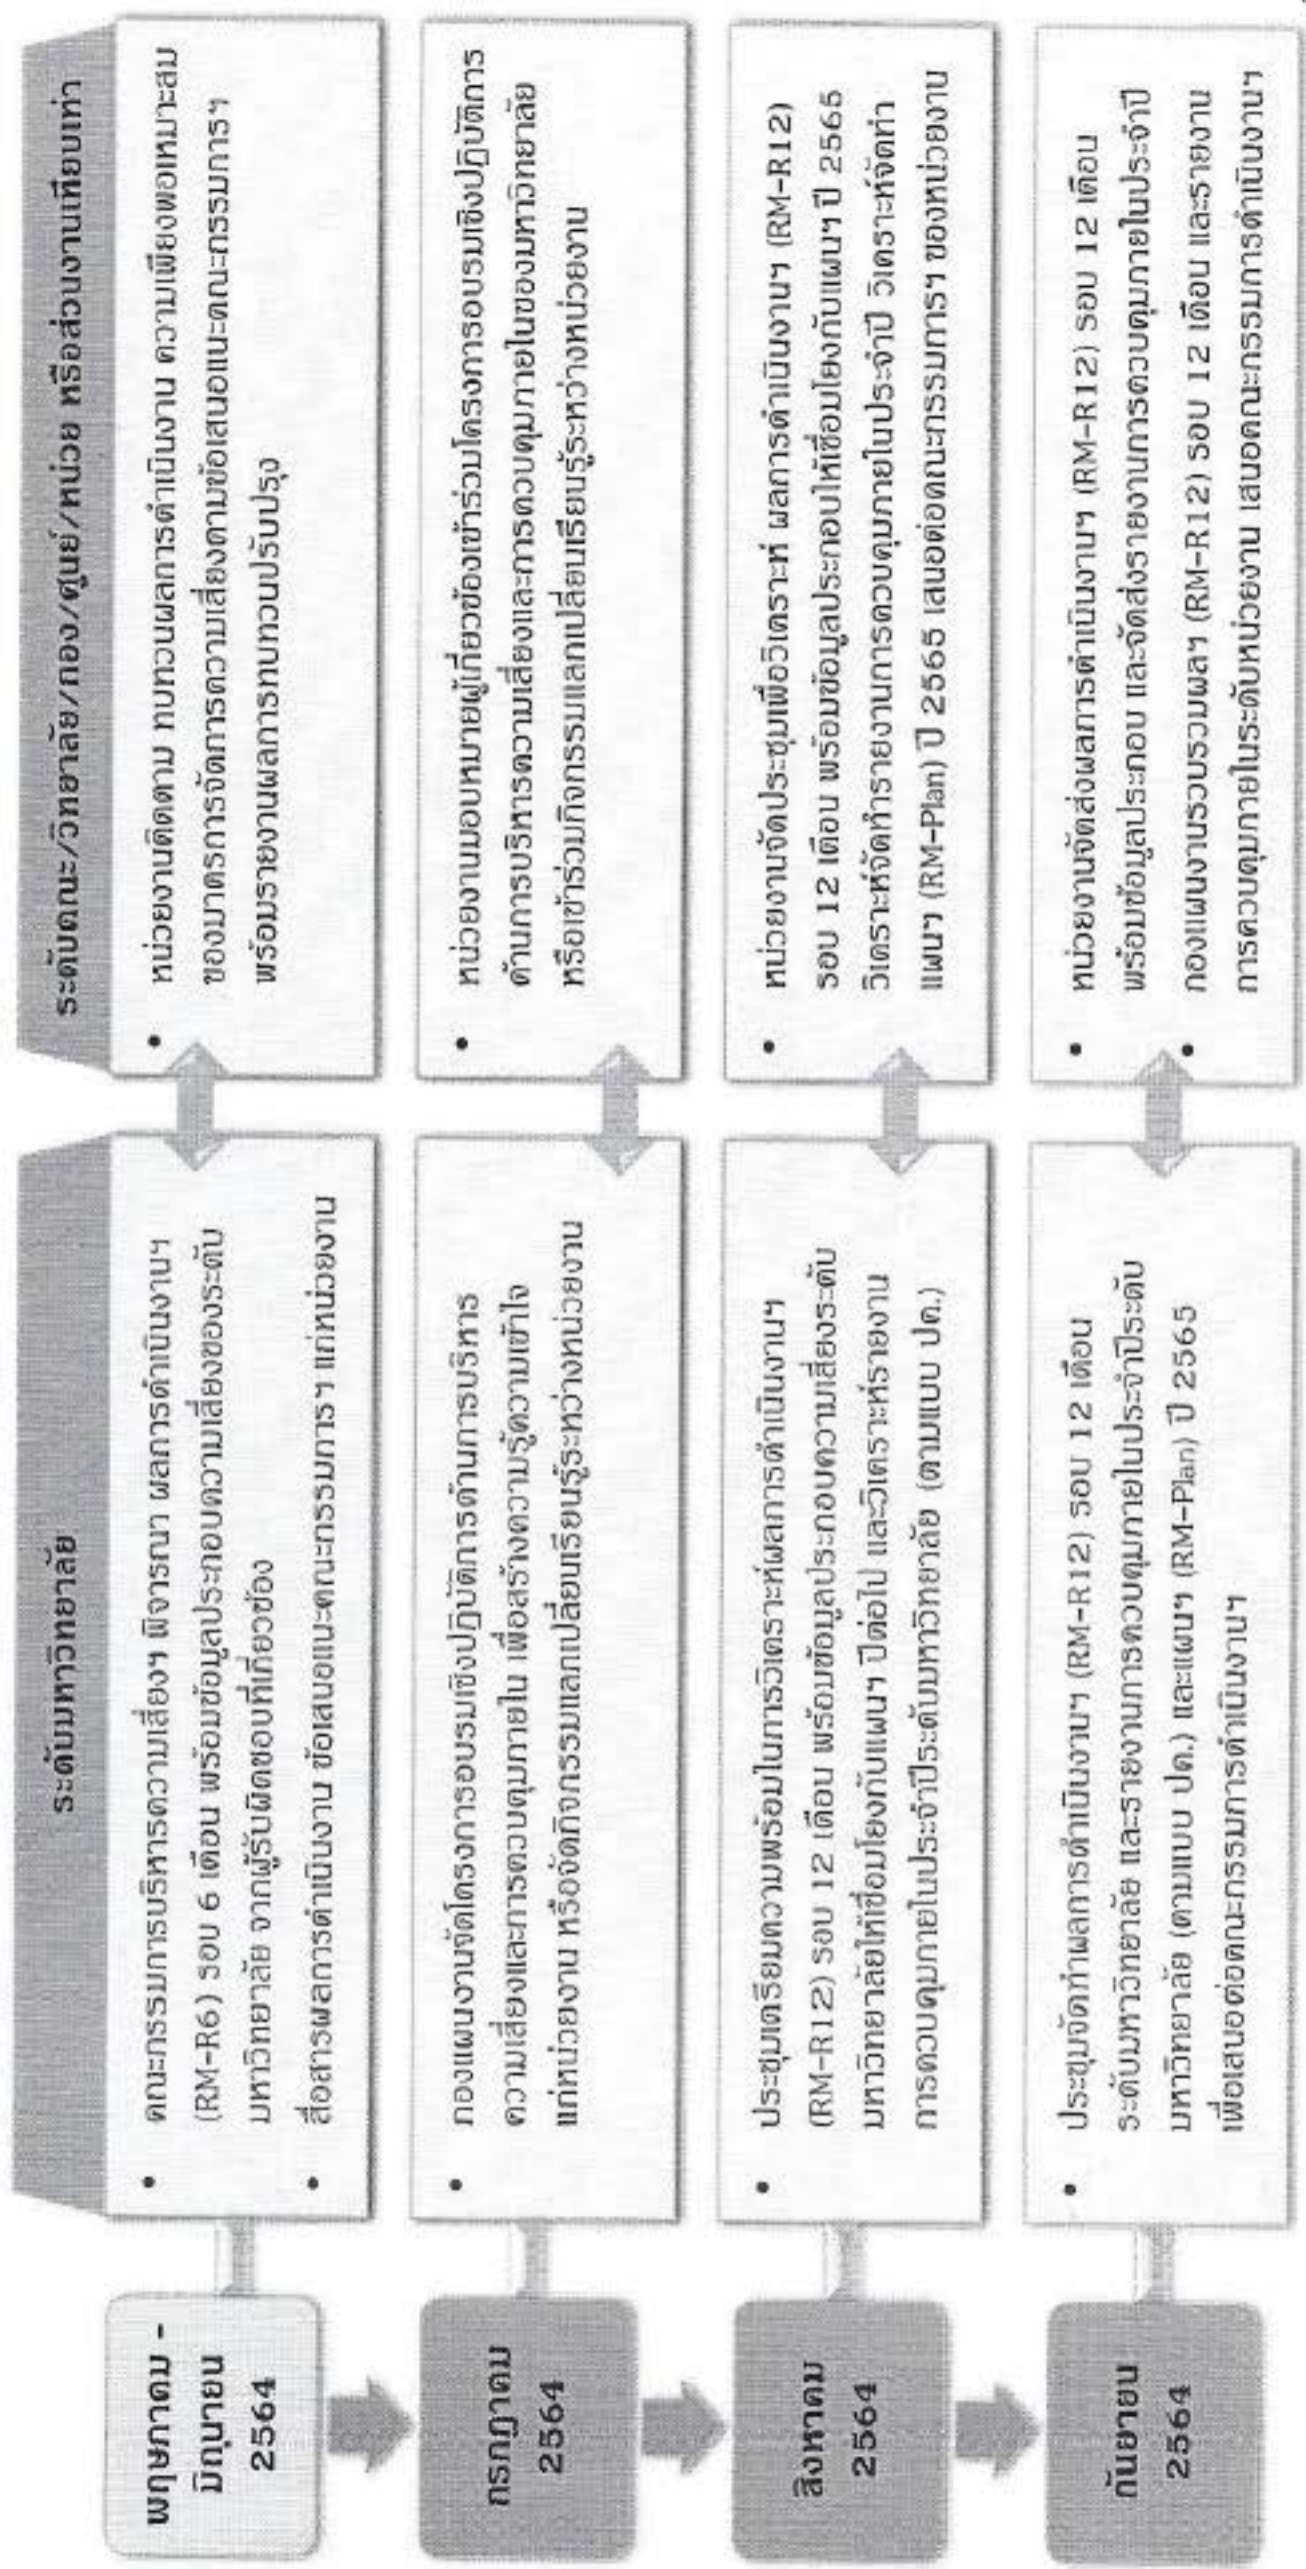 ระดับมหาวิทยาลัย
ระดับคณะ/วิทยาลัย/กอง/ศูนย์/หน่วย หรือส่วนงานเทียบเท่า
พฤษภาคม -
มิถุนายน
2564
• คณะกรรมการบริหารความเสี่ยงฯ พิจารณา ผลการดำเนินงานฯ
(RM-R6) รอบ 6 เดือน พร้อมข้อมูลประกอบความเสี่ยงของระดับ
มหาวิทยาลัย จากผู้รับผิดชอบที่เกี่ยวข้อง
• สื่อสารผลการดำเนินงาน ข้อเสนอแนะคณะกรรมการฯ แก่หน่วยงาน
• หน่วยงานติดตาม ทบทวนผลการดำเนินงาน ความเพียงพอเหมาะสม
ของมาตรการจัดการความเสี่ยงตามข้อเสนอแนะคณะกรรมการฯ
พร้อมรายงานผลการทบทวนปรับปรุง
กรกฎาคม
2564
• กองแผนงานจัดโครงการอบรมเชิงปฏิบัติการด้านการบริหาร
ความเสี่ยงและการควบคุมภายใน เพื่อสร้างความรู้ความเข้าใจ
แก่หน่วยงาน หรือจัดกิจกรรมแลกเปลี่ยนเรียนรู้ระหว่างหน่วยงาน
• หน่วยงานมอบหมายผู้เกี่ยวข้องเข้าร่วมโครงการอบรมเชิงปฏิบัติการ
ด้านการบริหารความเสี่ยงและการควบคุมภายในของมหาวิทยาลัย
หรือเข้าร่วมกิจกรรมแลกเปลี่ยนเรียนรู้ระหว่างหน่วยงาน
สิงหาคม
2564
• ประชุมเตรียมความพร้อมในการวิเคราะห์ผลการดำเนินงานฯ
(RM-R12) รอบ 12 เดือน พร้อมข้อมูลประกอบความเสี่ยงระดับ
มหาวิทยาลัยให้เชื่อมโยงกับแผนฯ ปีต่อไป และวิเคราะห์รายงาน
การควบคุมภายในประจำปีระดับมหาวิทยาลัย (ตามแบบ ปค.)
• หน่วยงานจัดประชุมเพื่อวิเคราะห์ ผลการดำเนินงานฯ (RM-R12)
รอบ 12 เดือน พร้อมข้อมูลประกอบให้เชื่อมโยงกับแผนฯ ปี 2565
วิเคราะห์จัดทำรายงานการควบคุมภายในประจำปี วิเคราะห์จัดทำ
แผนฯ (RM-Plan) ปี 2565 เสนอต่อคณะกรรมการฯ ของหน่วยงาน
กันยายน
2564
• ประชุมจัดทำผลการดำเนินงานฯ (RM-R12) รอบ 12 เดือน
ระดับมหาวิทยาลัย และรายงานการควบคุมภายในประจำปีระดับ
มหาวิทยาลัย (ตามแบบ ปค.) และแผนฯ (RM-Plan) ปี 2565
เพื่อเสนอต่อคณะกรรมการดำเนินงานฯ
• หน่วยงานจัดส่งผลการดำเนินงานฯ (RM-R12) รอบ 12 เดือน
พร้อมข้อมูลประกอบ และจัดส่งรายงานการควบคุมภายในประจำปี
• กองแผนงานรวบรวมผลฯ (RM-R12) รอบ 12 เดือน และรายงาน
การควบคุมภายในระดับหน่วยงาน เสนอคณะกรรมการดำเนินงานฯ